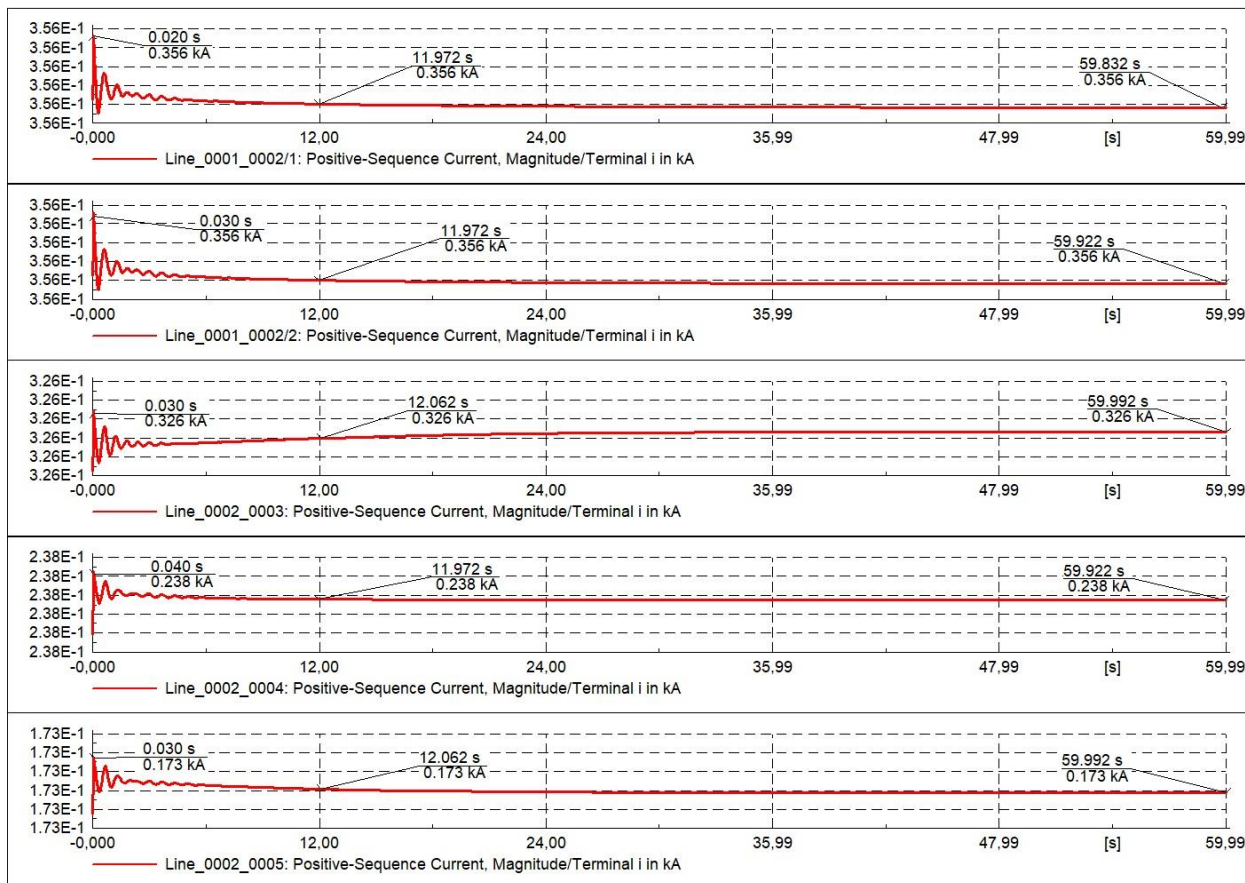 3.56E-1
3.56E-1
3.56E-1
3.56E-1
3.56E-1
3.56E-1
0.020 s
0.356 kA
11.972 s
0.356 kA
59.832 s
0.356 kA
-0,000 12,00 24,00 35,99 47,99 [s] 59,99
Line_0001_0002/1: Positive-Sequence Current, Magnitude/Terminal i in kA
3.56E-1
3.56E-1
3.56E-1
3.56E-1
3.56E-1
3.56E-1
0.030 s
0.356 kA
11.972 s
0.356 kA
59.922 s
0.356 kA
-0,000 12,00 24,00 35,99 47,99 [s] 59,99
Line_0001_0002/2: Positive-Sequence Current, Magnitude/Terminal i in kA
3.26E-1
3.26E-1
3.26E-1
3.26E-1
3.26E-1
3.26E-1
0.030 s
0.326 kA
12.062 s
0.326 kA
59.992 s
0.326 kA
-0,000 12,00 24,00 35,99 47,99 [s] 59,99
Line_0002_0003: Positive-Sequence Current, Magnitude/Terminal i in kA
2.38E-1
2.38E-1
2.38E-1
2.38E-1
2.38E-1
2.38E-1
0.040 s
0.238 kA
11.972 s
0.238 kA
59.922 s
0.238 kA
-0,000 12,00 24,00 35,99 47,99 [s] 59,99
Line_0002_0004: Positive-Sequence Current, Magnitude/Terminal i in kA
1.73E-1
1.73E-1
1.73E-1
1.73E-1
1.73E-1
1.73E-1
0.030 s
0.173 kA
12.062 s
0.173 kA
59.992 s
0.173 kA
-0,000 12,00 24,00 35,99 47,99 [s] 59,99
Line_0002_0005: Positive-Sequence Current, Magnitude/Terminal i in kA